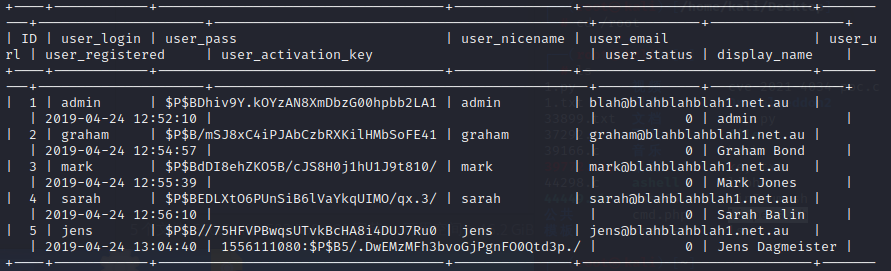 | ID | user_login | user_pass | user_nicename | user_email | user_u
rl | user_registered | user_activation_key | user_status | display_name |
| 1 | admin | $P$BDhiv9Y.kOYzAN8XmDbzG00hpbb2LA1 | admin | blah@blahblahblah1.net.au |
| 2019-04-24 12:52:10 | | 0 | admin |
| 2 | graham | $P$B/mSJ8xC4iPJAbCzbRXKilHMbSoFE41 | graham | graham@blahblahblah1.net.au |
| 2019-04-24 12:54:57 | | 0 | Graham Bond |
| 3 | mark | $P$BdDI8ehZKO5B/cJS8H0j1hU1J9t810/ | mark | mark@blahblahblah1.net.au |
| 2019-04-24 12:55:39 | | 0 | Mark Jones |
| 4 | sarah | $P$BEDLXtO6PUnSiB6lVaYkqUIMO/qx.3/ | sarah | sarah@blahblahblah1.net.au |
| 2019-04-24 12:56:10 | | 0 | Sarah Balin |
| 5 | jens | $P$B//75HFVPBwqsUTvkBcHA8i4DUJ7Ru0 | jens | jens@blahblahblah1.net.au |
| 2019-04-24 13:04:40 | 1556111080:$P$B5/.DwEMzMFh3bvoGjPgnFO0Qtd3p./ | 0 | Jens Dagmeister |